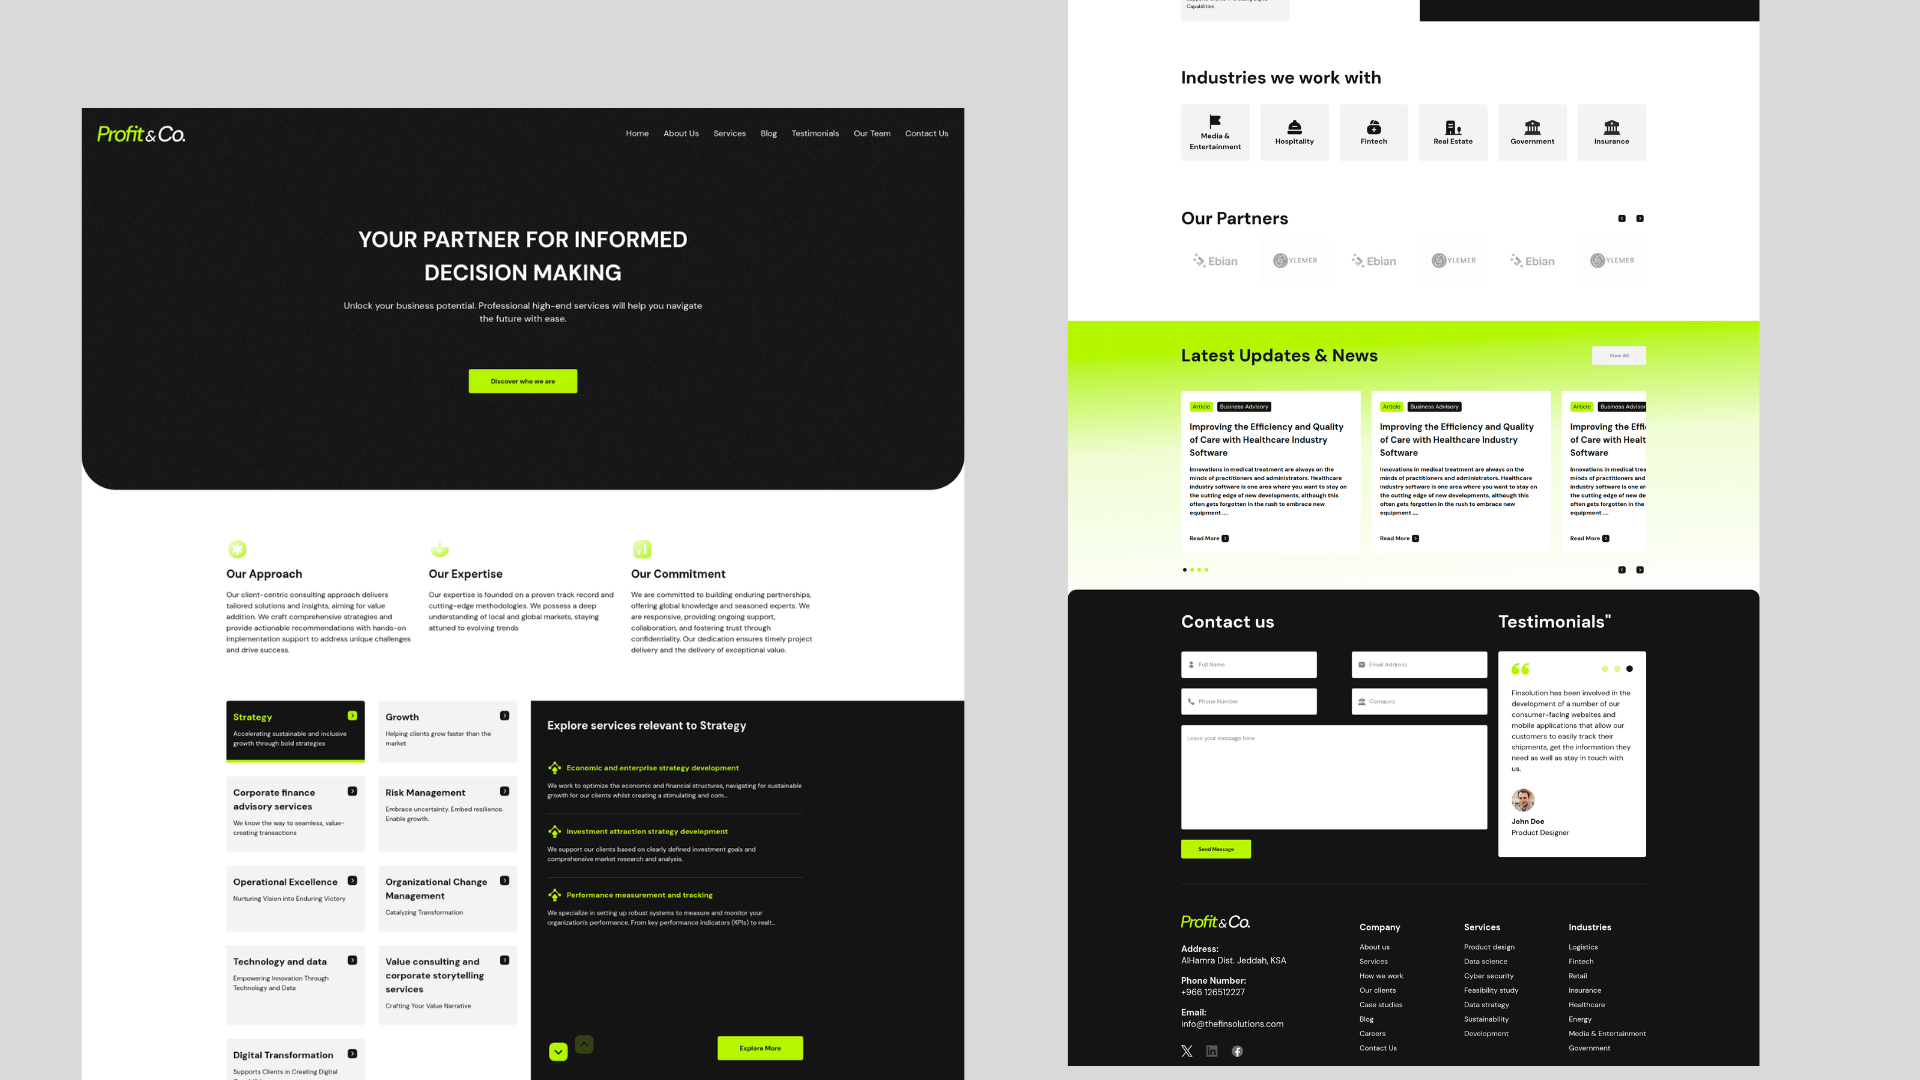 Profit & Co.
Home About Us Services Blog Testimonials Our Team Contact Us
YOUR PARTNER FOR INFORMED
DECISION MAKING
Unlock your business potential. Professional high-end services will help you navigate
the future with ease.
Discover who we are
Our Approach
Our client-centric consulting approach delivers
tailored solutions and insights, aiming for value
addition. We craft comprehensive strategies and
provide actionable recommendations with hands-on
implementation support to address unique challenges
and drive success.
Our Expertise
Our expertise is founded on a proven track record and
cutting-edge methodologies. We possess a deep
understanding of local and global markets, staying
attuned to evolving trends
Our Commitment
We are committed to building enduring partnerships,
offering global knowledge and seasoned experts. We
are responsive, providing ongoing support,
collaboration, and fostering trust through
confidentiality. Our dedication ensures timely project
delivery and the delivery of exceptional value.
Strategy
Accelerating sustainable and inclusive
growth through bold strategies
Growth
Helping clients grow faster than the
market
Corporate finance
advisory services
We know the way to seamless, value-
creating transactions
Risk Management
Embrace uncertainty. Embed resilience.
Enable growth.
Operational Excellence
Nurturing Vision into Enduring Victory
Organizational Change
Management
Catalyzing Transformation
Technology and data
Empowering Innovation Through
Technology and Data
Value consulting and
corporate storytelling
services
Crafting Your Value Narrative
Digital Transformation
Supports Clients in Creating Digital
Explore services relevant to Strategy
Economic and enterprise strategy development
We work to optimize the economic and financial structures, navigating for sustainable
growth for our clients whilst creating a stimulating and com...
Investment attraction strategy development
We support our clients based on clearly defined investment goals and
comprehensive market research and analysis.
Performance measurement and tracking
We specialize in setting up robust systems to measure and monitor your
organization's performance. From key performance indicators (KPIs) to realt...
Explore More
Capabilities
Industries we work with
Media &
Entertainment
Hospitality
Fintech
Real Estate
Government
Insurance
Our Partners
Ebian YLEMER Ebian YLEMER Ebian YLEMER
Latest Updates & News
View All
Article Business Advisory
Improving the Efficiency and Quality
of Care with Healthcare Industry
Software
Innovations in medical treatment are always on the
minds of practitioners and administrators. Healthcare
industry software is one area where you want to stay on
the cutting edge of new developments, although this
often gets forgotten in the rush to embrace new
equipment ....
Read More
Article Business Advisory
Improving the Efficiency and Quality
of Care with Healthcare Industry
Software
Innovations in medical treatment are always on the
minds of practitioners and administrators. Healthcare
industry software is one area where you want to stay on
the cutting edge of new developments, although this
often gets forgotten in the rush to embrace new
equipment ....
Read More
Article Business Advisor
Improving the Effi
of Care with Healt
Software
Innovations in medical trea
minds of practitioners and
industry software is one ar
the cutting edge of new de
often gets forgotten in the
equipment ....
Read More
Contact us
Full Name
Email Address
Phone Number
Comapny
Leave your message here
Send Message
Testimonials"
Finsolution has been involved in the
development of a number of our
consumer-facing websites and
mobile applications that allow our
customers to easily track their
shipments, get the information they
need as well as stay in touch with
us.
John Doe
Product Designer
Profit & Co.
Address:
AlHamra Dist. Jeddah, KSA
Phone Number:
+966 126512227
Email:
info@thefinsolutions.com
Company
About us
Services
How we work
Our clients
Case studies
Blog
Careers
Contact Us
Services
Product design
Data science
Cyber security
Feasibility study
Data strategy
Sustainability
Development
Industries
Logistics
Fintech
Retail
Insurance
Healthcare
Energy
Media & Entertainment
Government